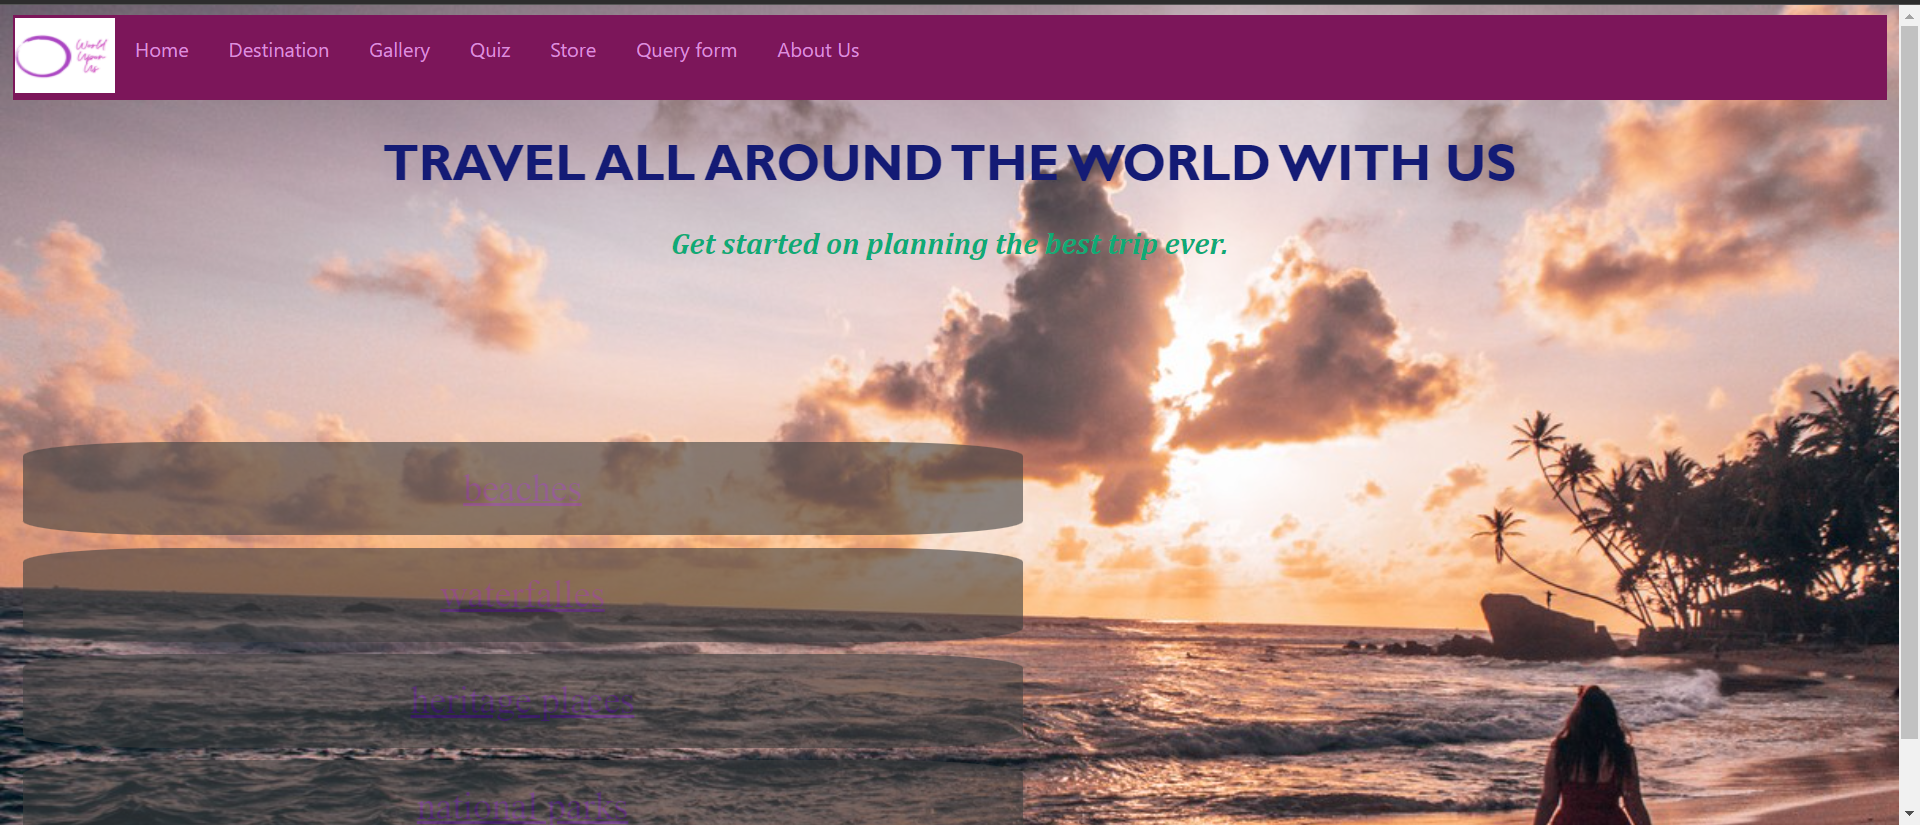 World
Upon
Us
Home Destination Gallery Quiz Store Query form About Us
TRAVEL ALL AROUND THE WORLD WITH US
Get started on planning the best trip ever.
beaches
waterfalles
heritage places
national parks